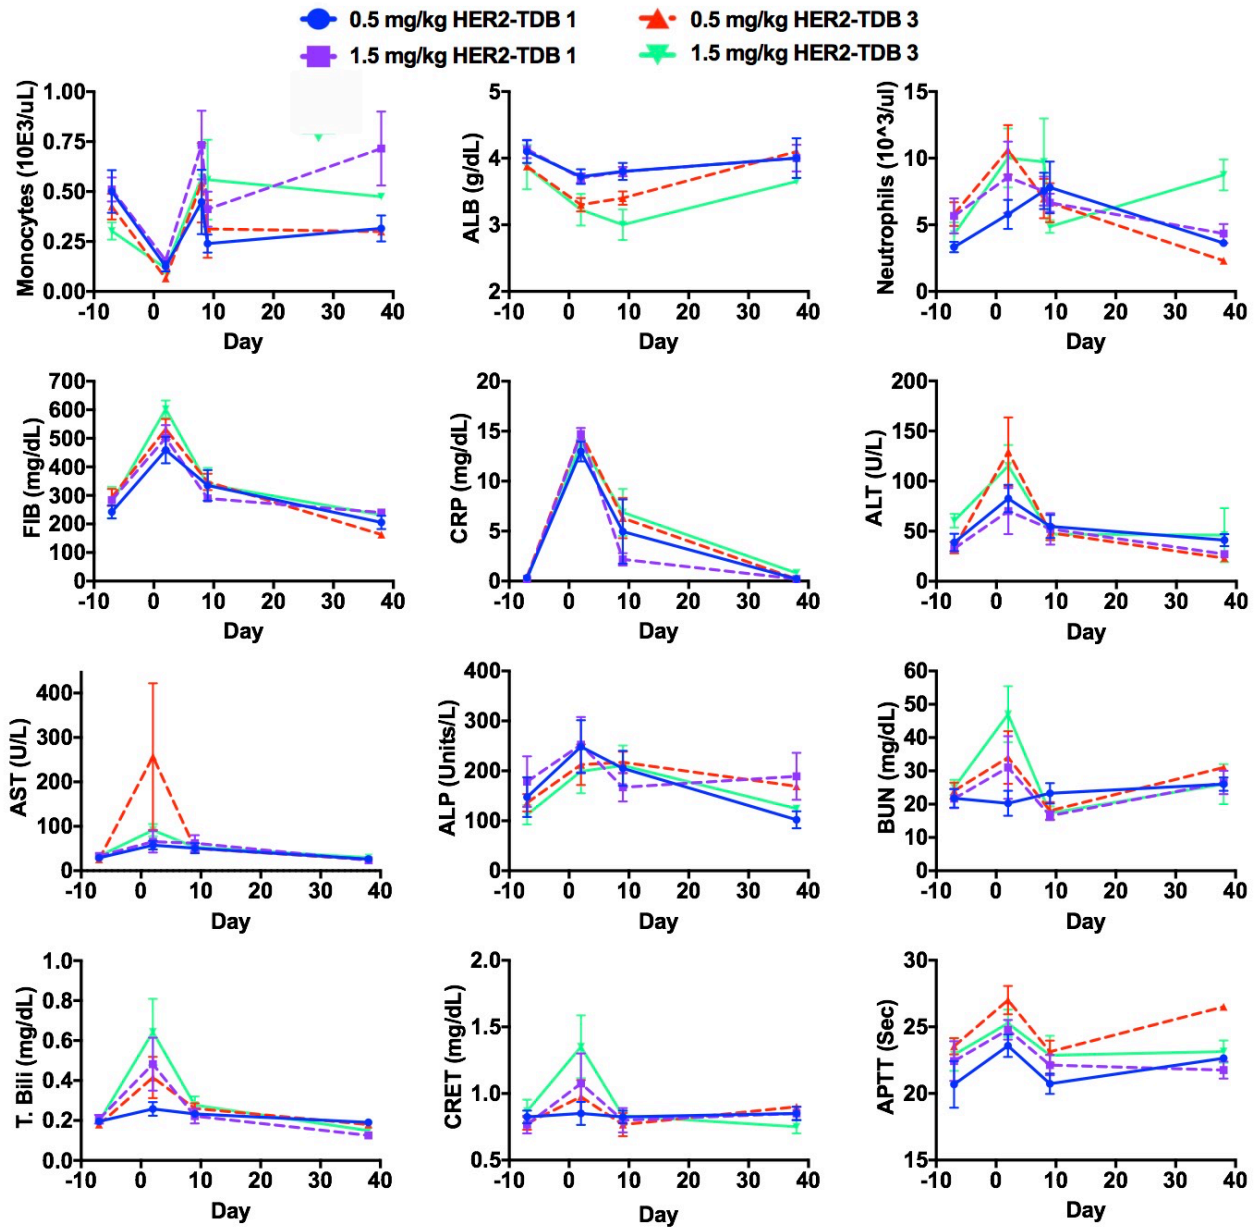 0.5 mg/kg HER2-TDB 1
0.5 mg/kg HER2-TDB 3
1.5 mg/kg HER2-TDB 1
1.5 mg/kg HER2-TDB 3
Monocytes (10E3/uL)
1.00
0.75
0.50
0.25
0.00
-10 0 10 20 30 40
Day
ALB (g/dL)
5
4
3
2
-10 0 10 20 30 40
Day
Neutrophils (10^3/ul)
15
10
5
0
-10 0 10 20 30 40
Day
FIB (mg/dL)
700
600
500
400
300
200
100
0
-10 0 10 20 30 40
Day
CRP (mg/dL)
20
15
10
5
0
-10 0 10 20 30 40
Day
ALT (U/L)
200
150
100
50
0
-10 0 10 20 30 40
Day
AST (U/L)
400
300
200
100
0
-10 0 10 20 30 40
Day
ALP (Units/L)
400
300
200
100
0
-10 0 10 20 30 40
Day
BUN (mg/dL)
60
50
40
30
20
10
0
-10 0 10 20 30 40
Day
T. Bili (mg/dL)
1.0
0.8
0.6
0.4
0.2
0.0
-10 0 10 20 30 40
Day
CRET (mg/dL)
2.0
1.5
1.0
0.5
-10 0 10 20 30 40
Day
APTT (Sec)
30
25
20
15
-10 0 10 20 30 40
Day